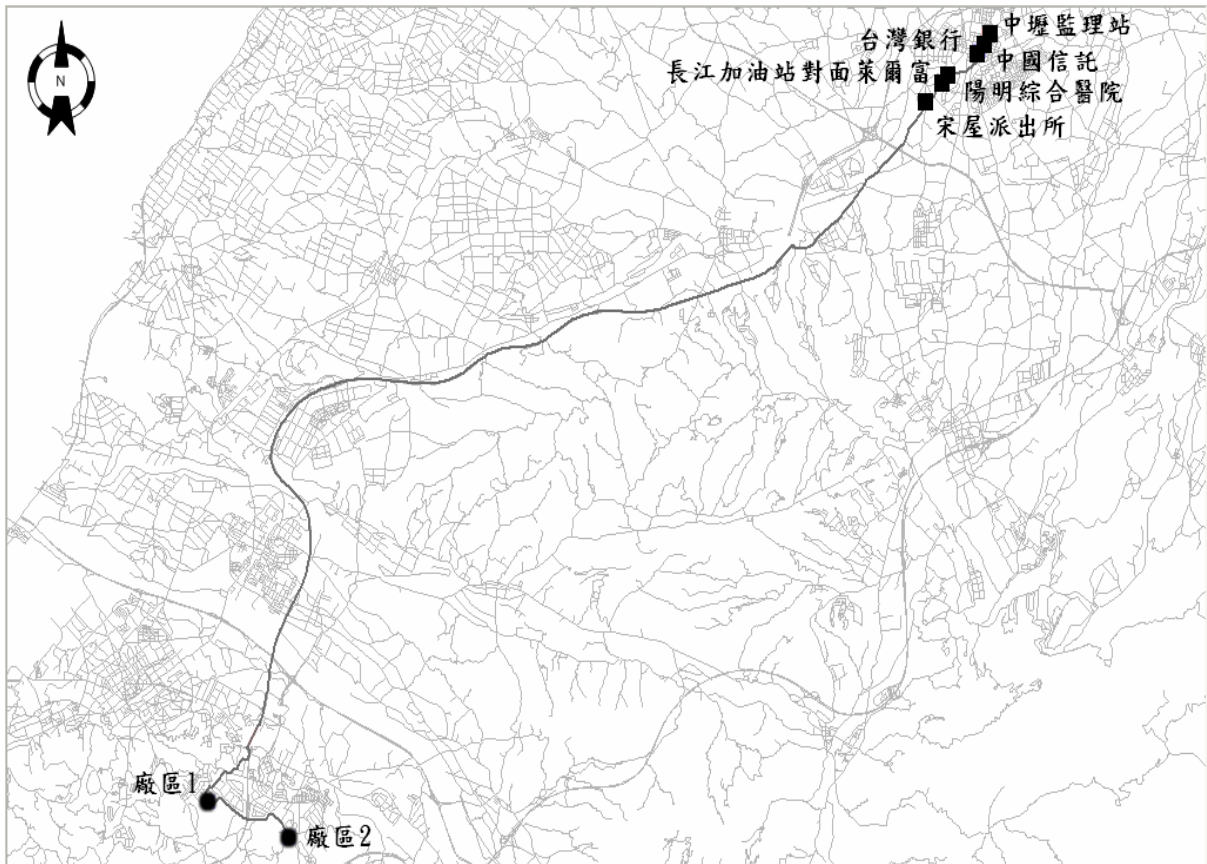 N
中壢監理站
台灣銀行
中國信託
長江加油站對面萊爾富
陽明綜合醫院
宋屋派出所
廠區1
廠區2